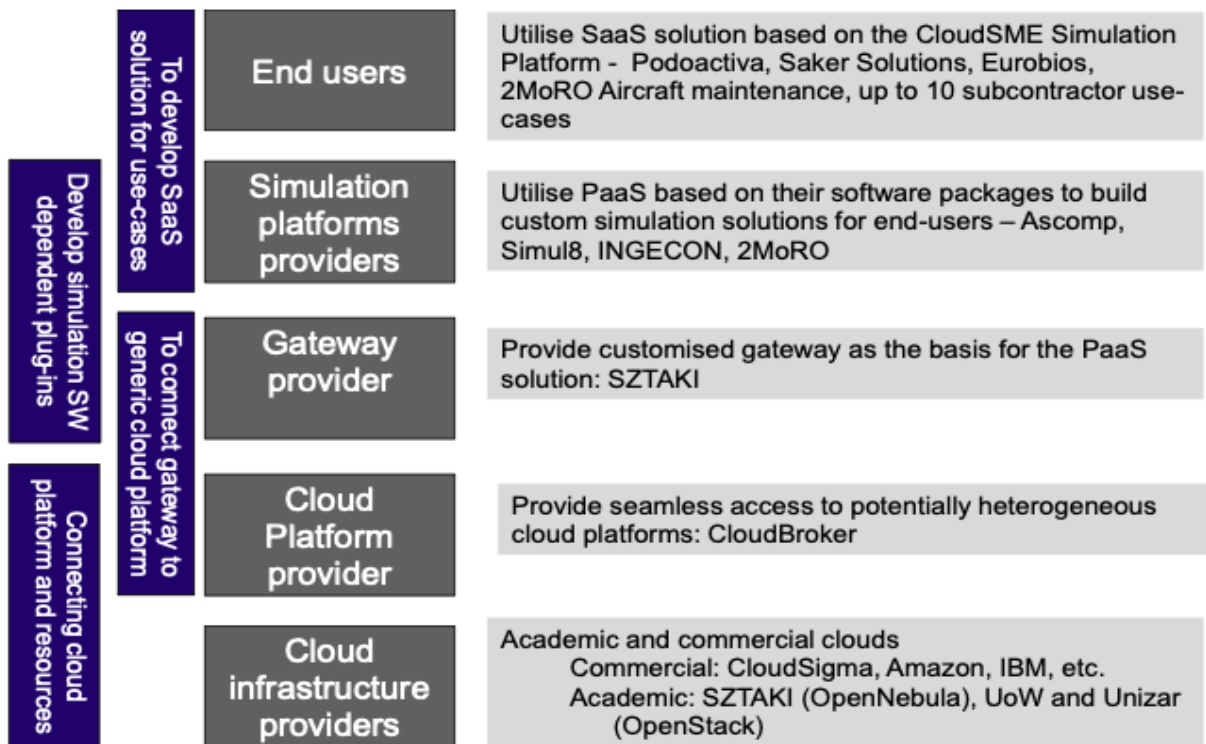 To develop SaaS
solution for use-cases
End users
Utilise SaaS solution based on the CloudSME Simulation
Platform - Podoactiva, Saker Solutions, Eurobios,
2MoRO Aircraft maintenance, up to 10 subcontractor use-
cases
Develop simulation SW
dependent plug-ins
Simulation
platforms
providers
Utilise PaaS based on their software packages to build
custom simulation solutions for end-users – Ascomp,
Simul8, INGECON, 2MoRO
To connect gateway to
generic cloud platform
Gateway
provider
Provide customised gateway as the basis for the PaaS
solution: SZTAKI
Connecting cloud
platform and resources
Cloud
Platform
provider
Provide seamless access to potentially heterogeneous
cloud platforms: CloudBroker
Cloud
infrastructure
providers
Academic and commercial clouds
Commercial: CloudSigma, Amazon, IBM, etc.
Academic: SZTAKI (OpenNebula), UoW and Unizar
(OpenStack)